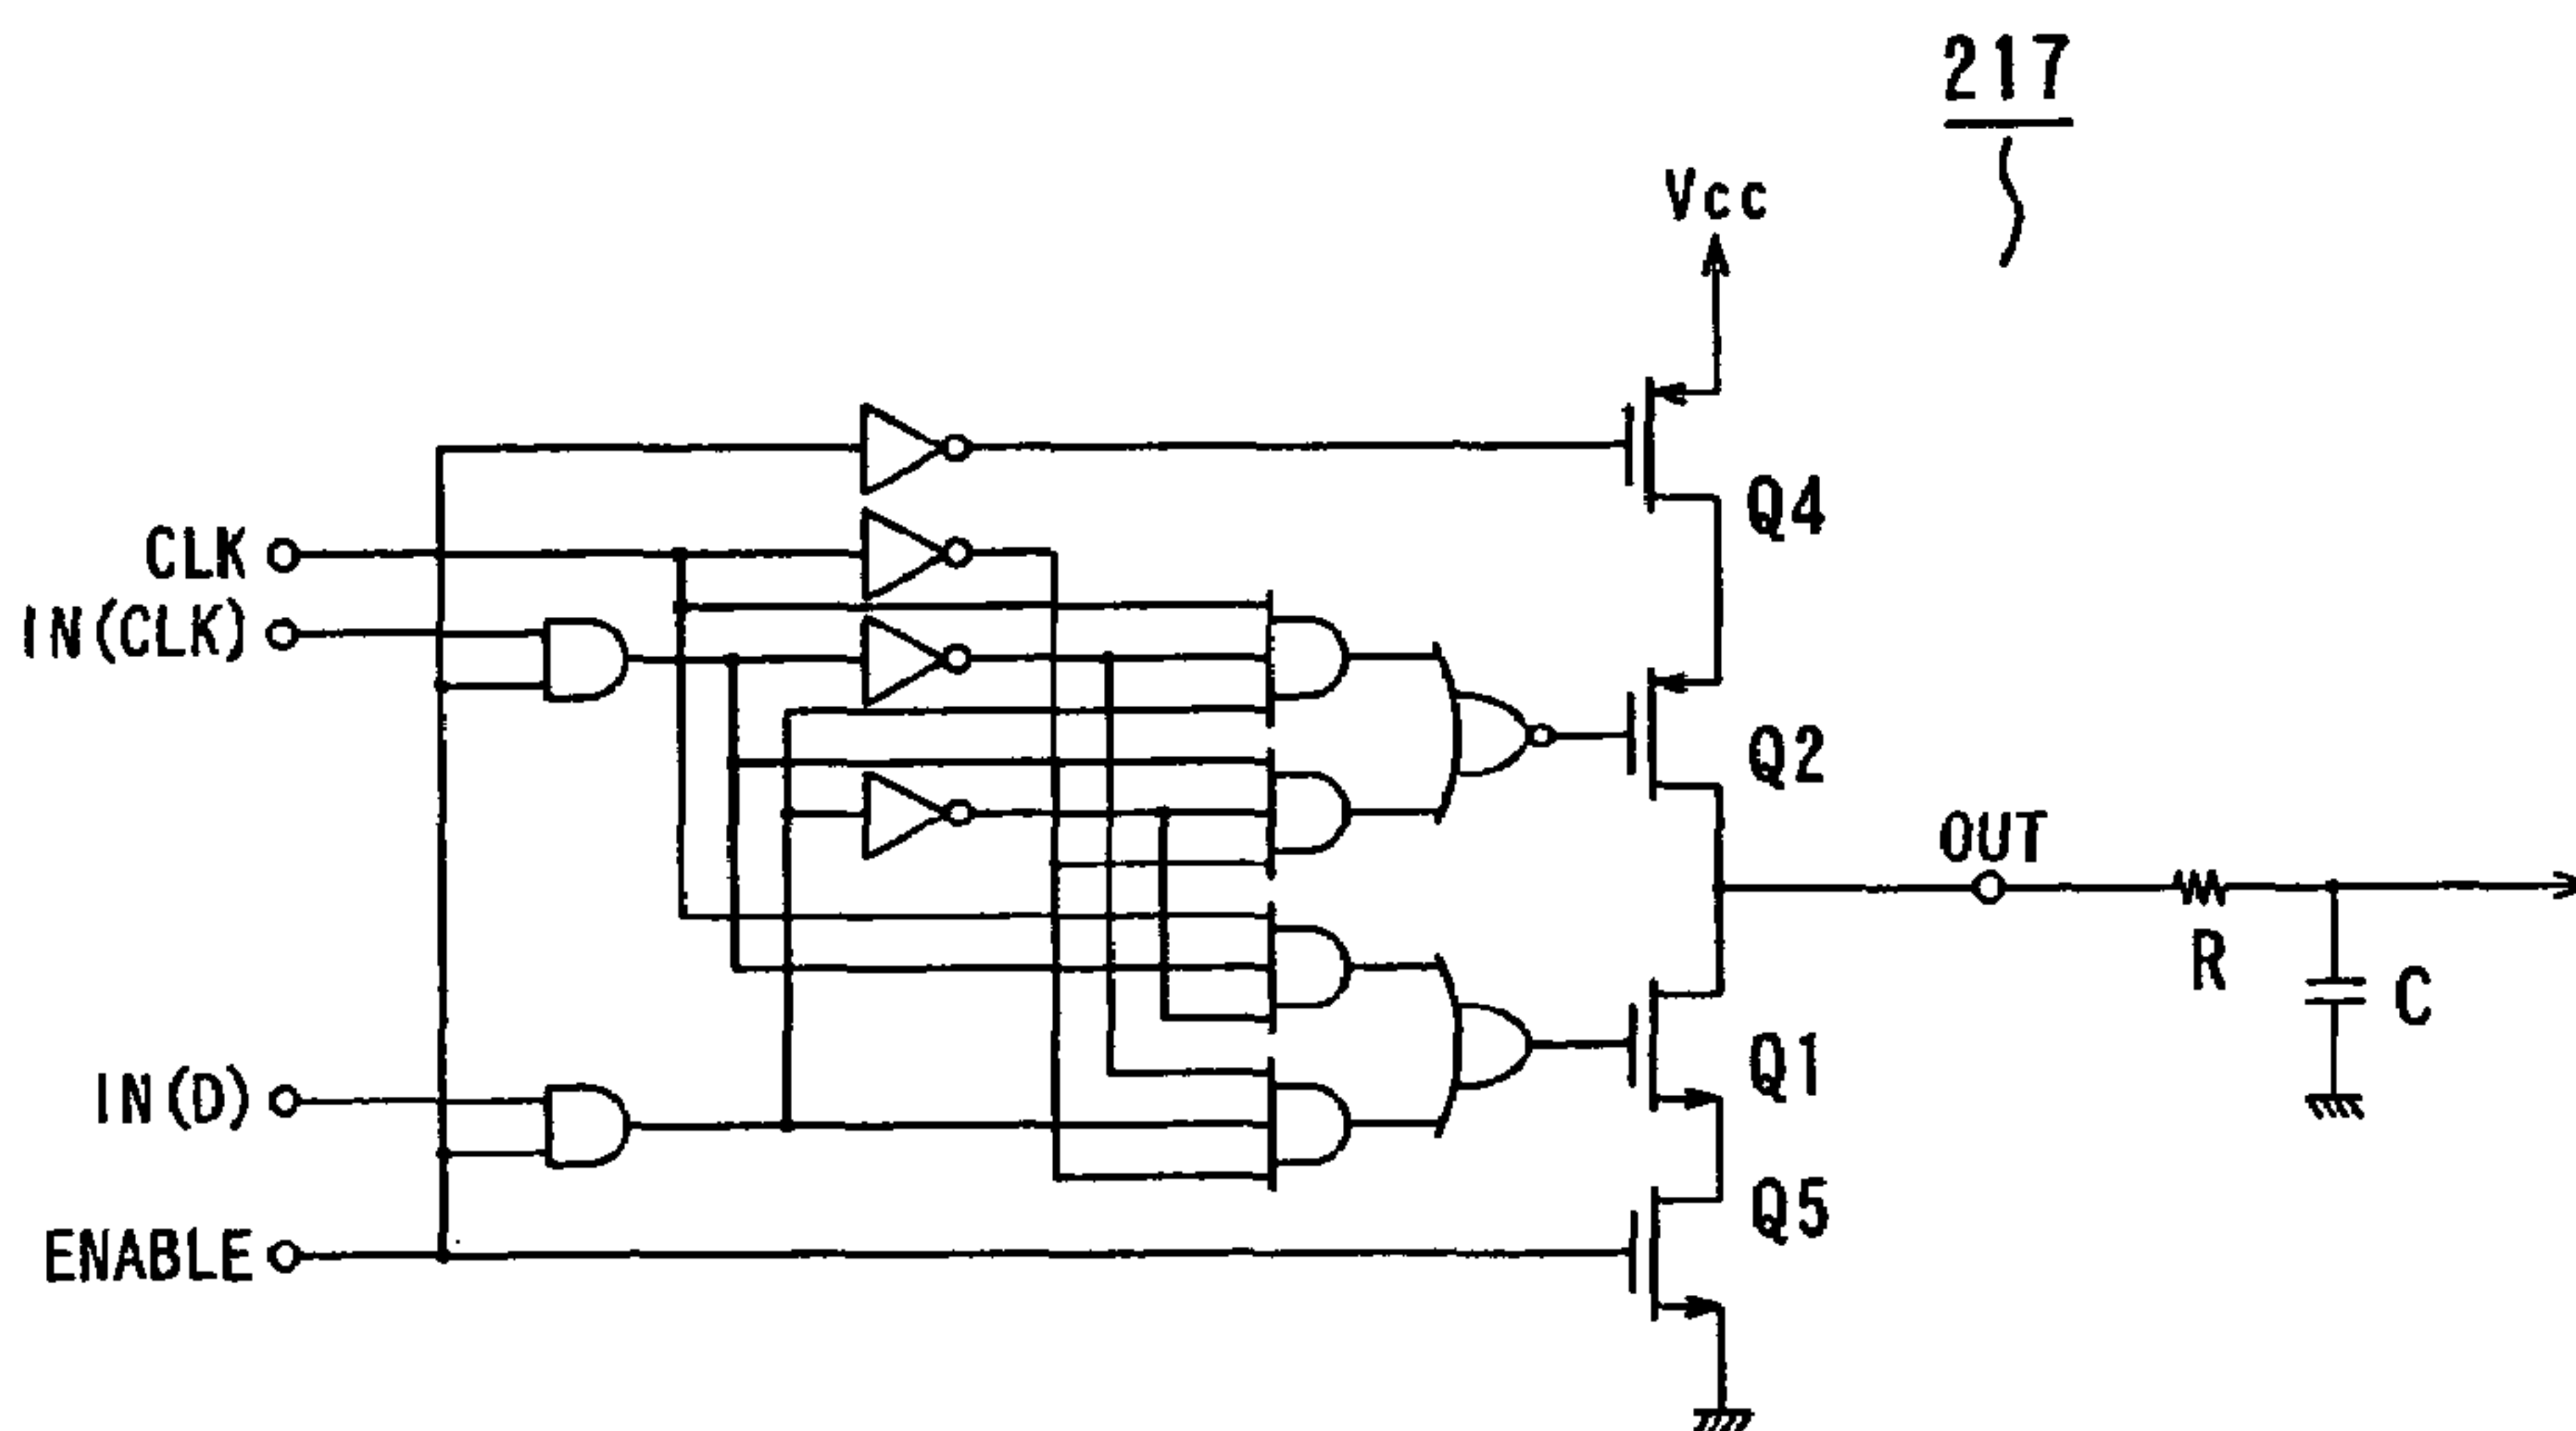 217
Vcc
Q4
CLK
IN(CLK)
Q2
OUT
R
C
Q1
IN(D)
Q5
ENABLE